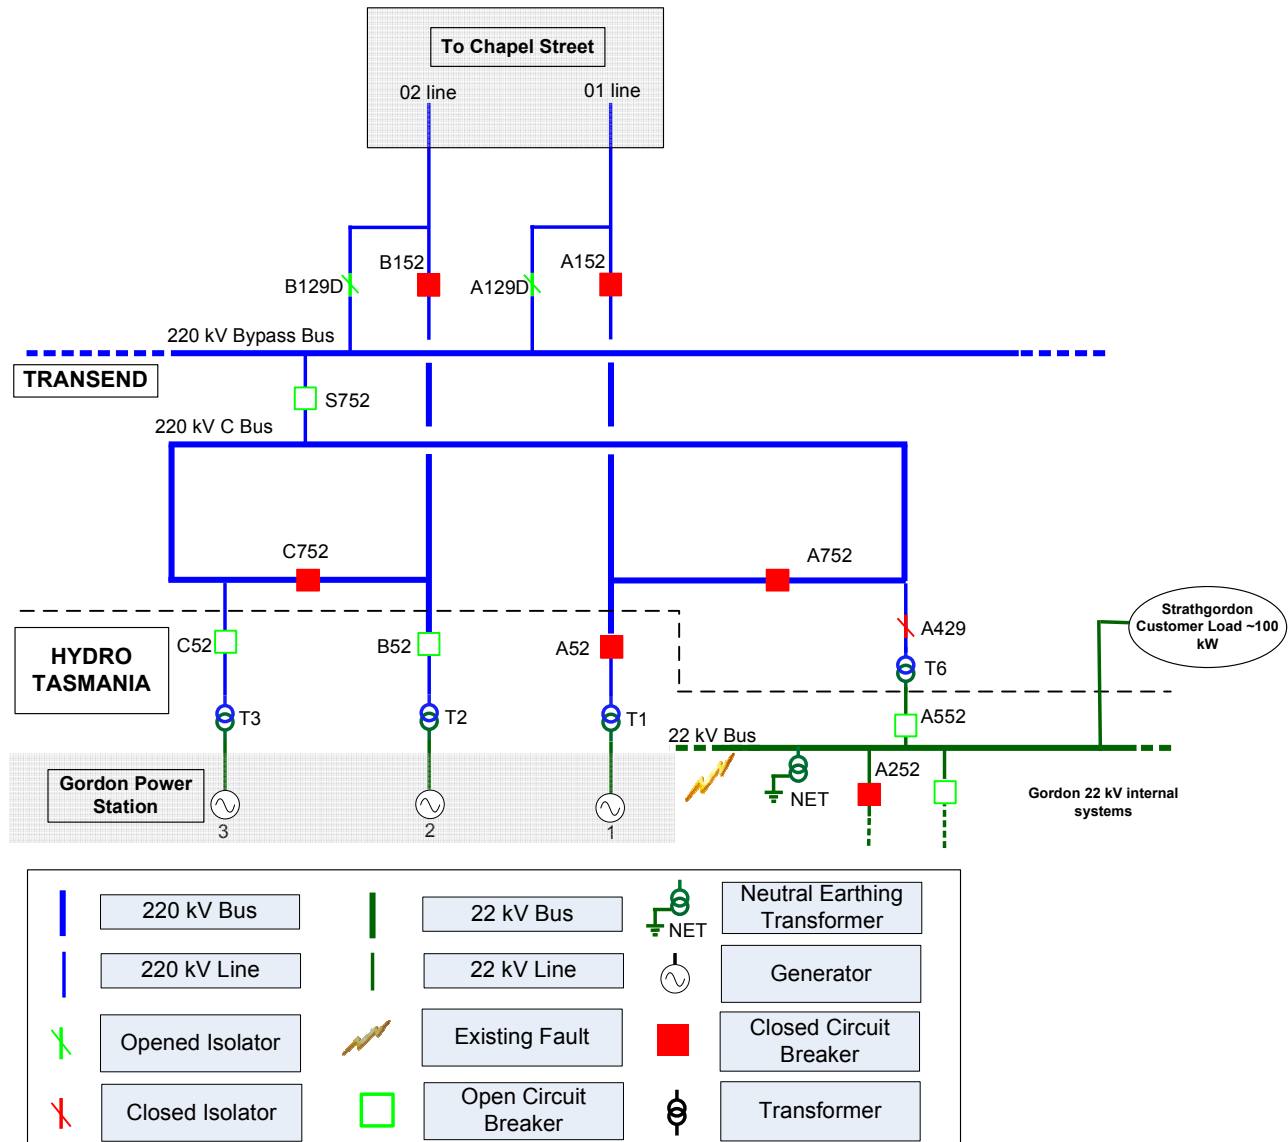 To Chapel Street
02 line
01 line
B152
A152
B129D
A129D
220 kV Bypass Bus
TRANSEND
S752
220 kV C Bus
C752
A752
Strathgordon
Customer Load ~100
kW
HYDRO
TASMANIA
C52
B52
A52
A429
T6
T3
T2
T1
A552
22 kV Bus
Gordon Power
Station
NET
A252
Gordon 22 kV internal
systems
3
2
1
220 kV Bus
22 kV Bus
NET
Neutral Earthing
Transformer
220 kV Line
22 kV Line
Generator
Opened Isolator
Existing Fault
Closed Circuit
Breaker
Closed Isolator
Open Circuit
Breaker
Transformer